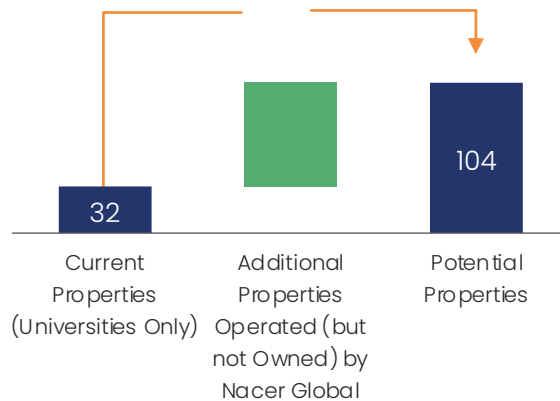 32
104
Current
Properties
(Universities Only)
Additional
Properties
Operated (but
not Owned) by
Nacer Global
Potential
Properties